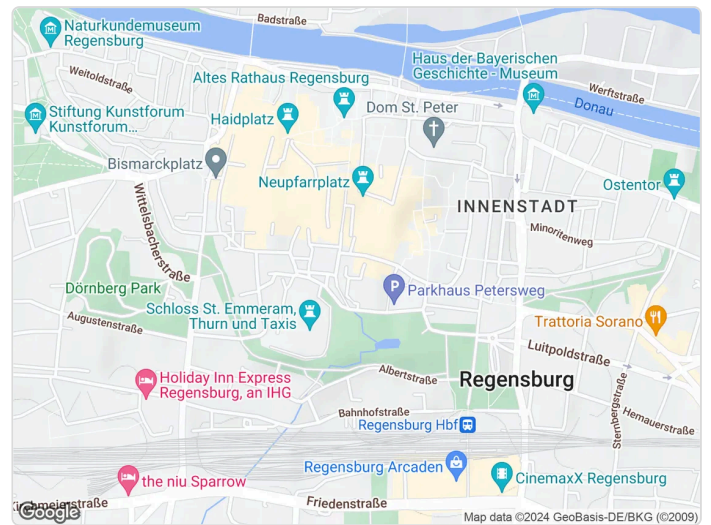 Badstraße
Naturkundemuseum
Regensburg
Weitoldstraße
Altes Rathaus Regensburg
Haus der Bayerischen
Geschichte - Museum
Werftstraße
Donau
Stiftung Kunstforum
Kunstforum...
Haidplatz
Dom St. Peter
Bismarckplatz
Neupfarrplatz
Ostentor
INNENSTADT
Wittelsbacherstraße
Minoritenweg
Dörnberg Park
Parkhaus Petersweg
P
Schloss St. Emmeram,
Thurn und Taxis
Augustenstraße
Trattoria Sorano
Luitpoldstraße
Albertstraße
Regensburg
Holiday Inn Express
Regensburg, an IHG
Sternbergstraße
Hemauerstraße
Bahnhofstraße
Regensburg Hbf
Regensburg Arcaden
the niu Sparrow
CinemaxX Regensburg
Kirchmeierstraße
Friedenstraße
Google
Map data ©2024 GeoBasis-DE/BKG (©2009)